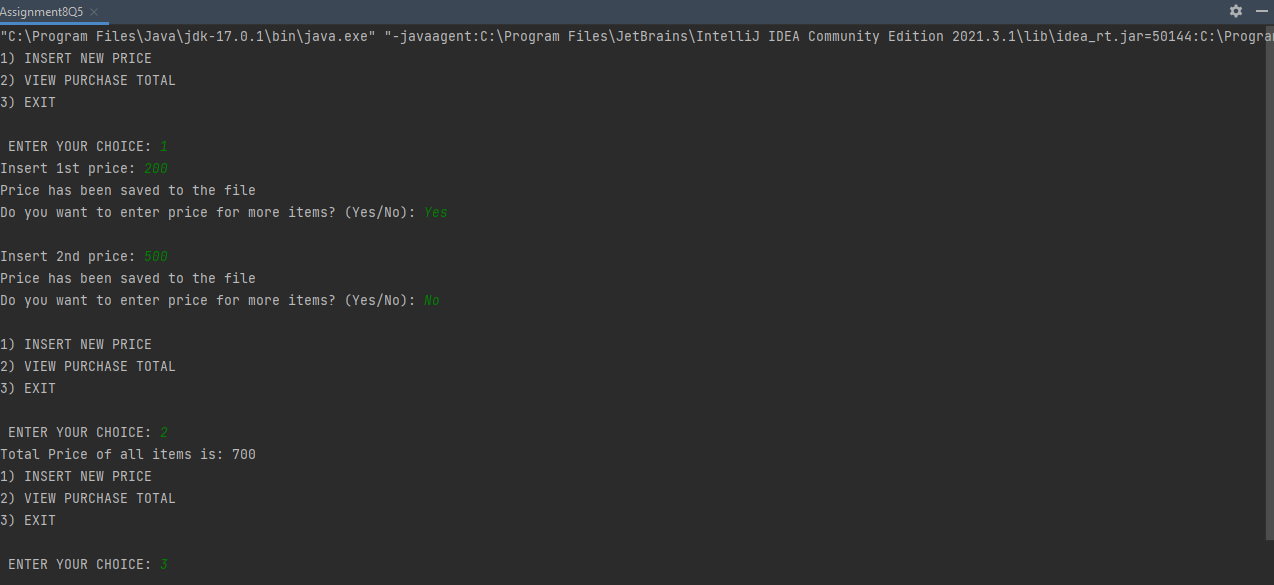 Assignment8Q5
"C:\Program Files\Java\jdk-17.0.1\bin\java.exe" "-javaagent:C:\Program Files\JetBrains\IntelliJ IDEA Community Edition 2021.3.1\lib\idea_rt.jar=50144:C:\Progra
1) INSERT NEW PRICE
2) VIEW PURCHASE TOTAL
3) EXIT
ENTER YOUR CHOICE: 1
Insert 1st price: 200
Price has been saved to the file
Do you want to enter price for more items? (Yes/No): Yes
Insert 2nd price: 500
Price has been saved to the file
Do you want to enter price for more items? (Yes/No): No
1) INSERT NEW PRICE
2) VIEW PURCHASE TOTAL
3) EXIT
ENTER YOUR CHOICE: 2
Total Price of all items is: 700
1) INSERT NEW PRICE
2) VIEW PURCHASE TOTAL
3) EXIT
ENTER YOUR CHOICE: 3